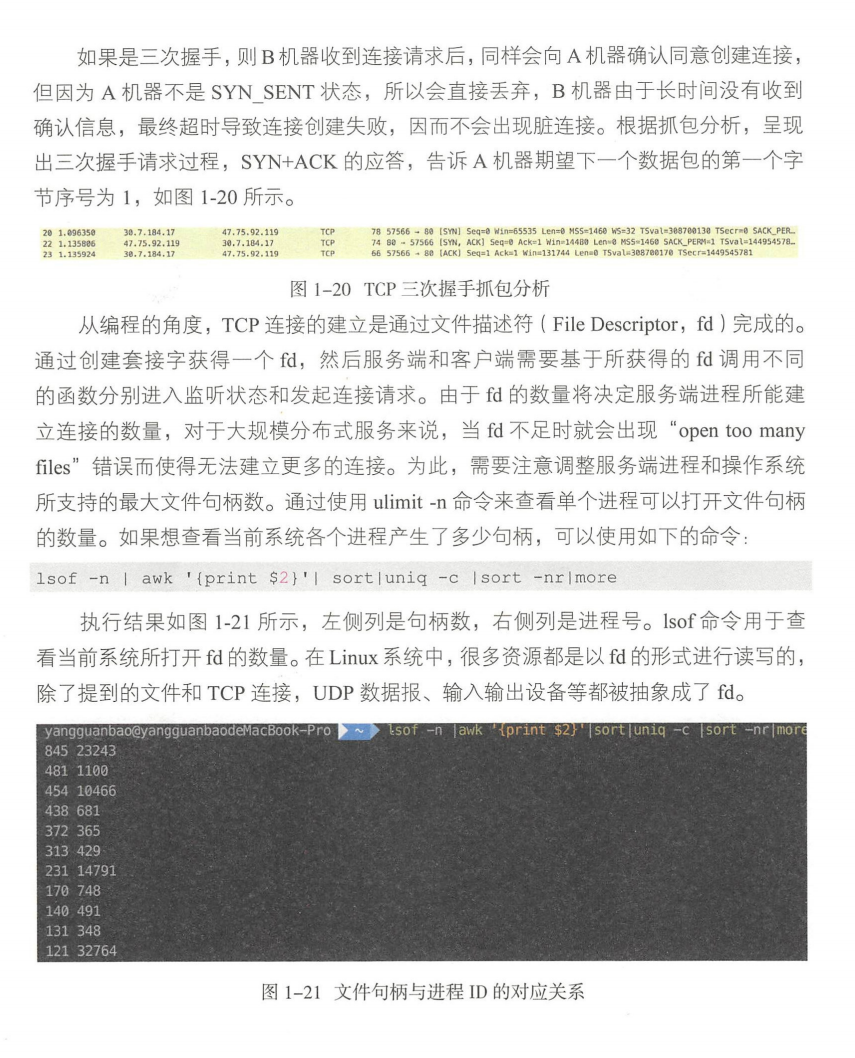 如果是三次握手，则 B 机器收到连接请求后，同样会向 A 机器确认同意创建连接，
但因为 A 机器不是 SYN_SENT 状态，所以会直接丢弃，B 机器由于长时间没有收到
确认信息，最终超时导致连接创建失败，因而不会出现脏连接。根据抓包分析，呈现
出三次握手请求过程，SYN+ACK 的应答，告诉 A 机器期望下一个数据包的第一个字
节序号为 1，如图 1-20 所示。
20 1.096350 30.7.184.17 47.75.92.119 TCP 78 57566 → 80 [SYN] Seq=0 Win=65535 Len=0 MSS=1460 WS=32 TSval=308700130 TSecr=0 SACK_PER…
22 1.135806 47.75.92.119 30.7.184.17 TCP 74 80 → 57566 [SYN, ACK] Seq=0 Ack=1 Win=14480 Len=0 MSS=1460 SACK_PERM=1 TSval=144954578…
23 1.135924 30.7.184.17 47.75.92.119 TCP 66 57566 → 80 [ACK] Seq=1 Ack=1 Win=131744 Len=0 TSval=308700170 TSecr=1449545781
图 1-20 TCP 三次握手抓包分析
从编程的角度，TCP 连接的建立是通过文件描述符（File Descriptor，fd）完成的。
通过创建套接字获得一个 fd，然后服务端和客户端需要基于所获得的 fd 调用不同
的函数分别进入监听状态和发起连接请求。由于 fd 的数量将决定服务端进程所能建
立连接的数量，对于大规模分布式服务来说，当 fd 不足时就会出现“open too many
files”错误而使得无法建立更多的连接。为此，需要注意调整服务端进程和操作系统
所支持的最大文件句柄数。通过使用 ulimit -n 命令来查看单个进程可以打开文件句柄
的数量。如果想查看当前系统各个进程产生了多少句柄，可以使用如下的命令：
lsof -n | awk '{print $2}'| sort|uniq -c |sort -nr|more
执行结果如图 1-21 所示，左侧列是句柄数，右侧列是进程号。lsof 命令用于查
看当前系统所打开 fd 的数量。在 Linux 系统中，很多资源都是以 fd 的形式进行读写的，
除了提到的文件和 TCP 连接，UDP 数据报、输入输出设备等都被抽象成了 fd。
yangguanbao@yangguanbaodeMacBook-Pro ~ lsof -n |awk '{print $2}'|sort|uniq -c |sort -nr|more
845 23243
481 1100
454 10466
438 681
372 365
313 429
231 14791
170 748
140 491
131 348
121 32764
图 1-21 文件句柄与进程 ID 的对应关系